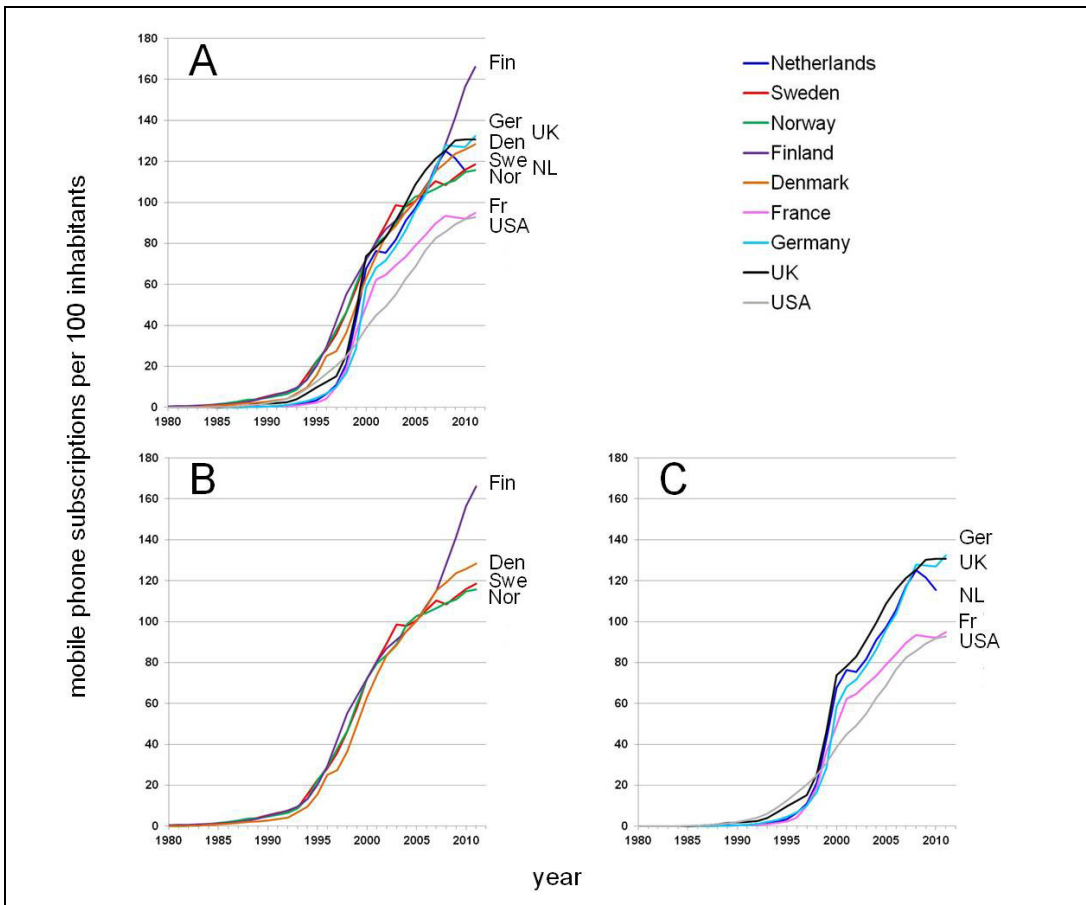 mobile phone subscriptions per 100 inhabitants
A
180
160
140
120
100
80
60
40
20
0
1980 1985 1990 1995 2000 2005 2010
Fin
Ger
UK
Den
Swe
NL
Nor
Fr
USA
Netherlands
Sweden
Norway
Finland
Denmark
France
Germany
UK
USA
B
180
160
140
120
100
80
60
40
20
0
1980 1985 1990 1995 2000 2005 2010
Fin
Den
Swe
Nor
C
180
160
140
120
100
80
60
40
20
0
1980 1985 1990 1995 2000 2005 2010
Ger
UK
NL
Fr
USA
year